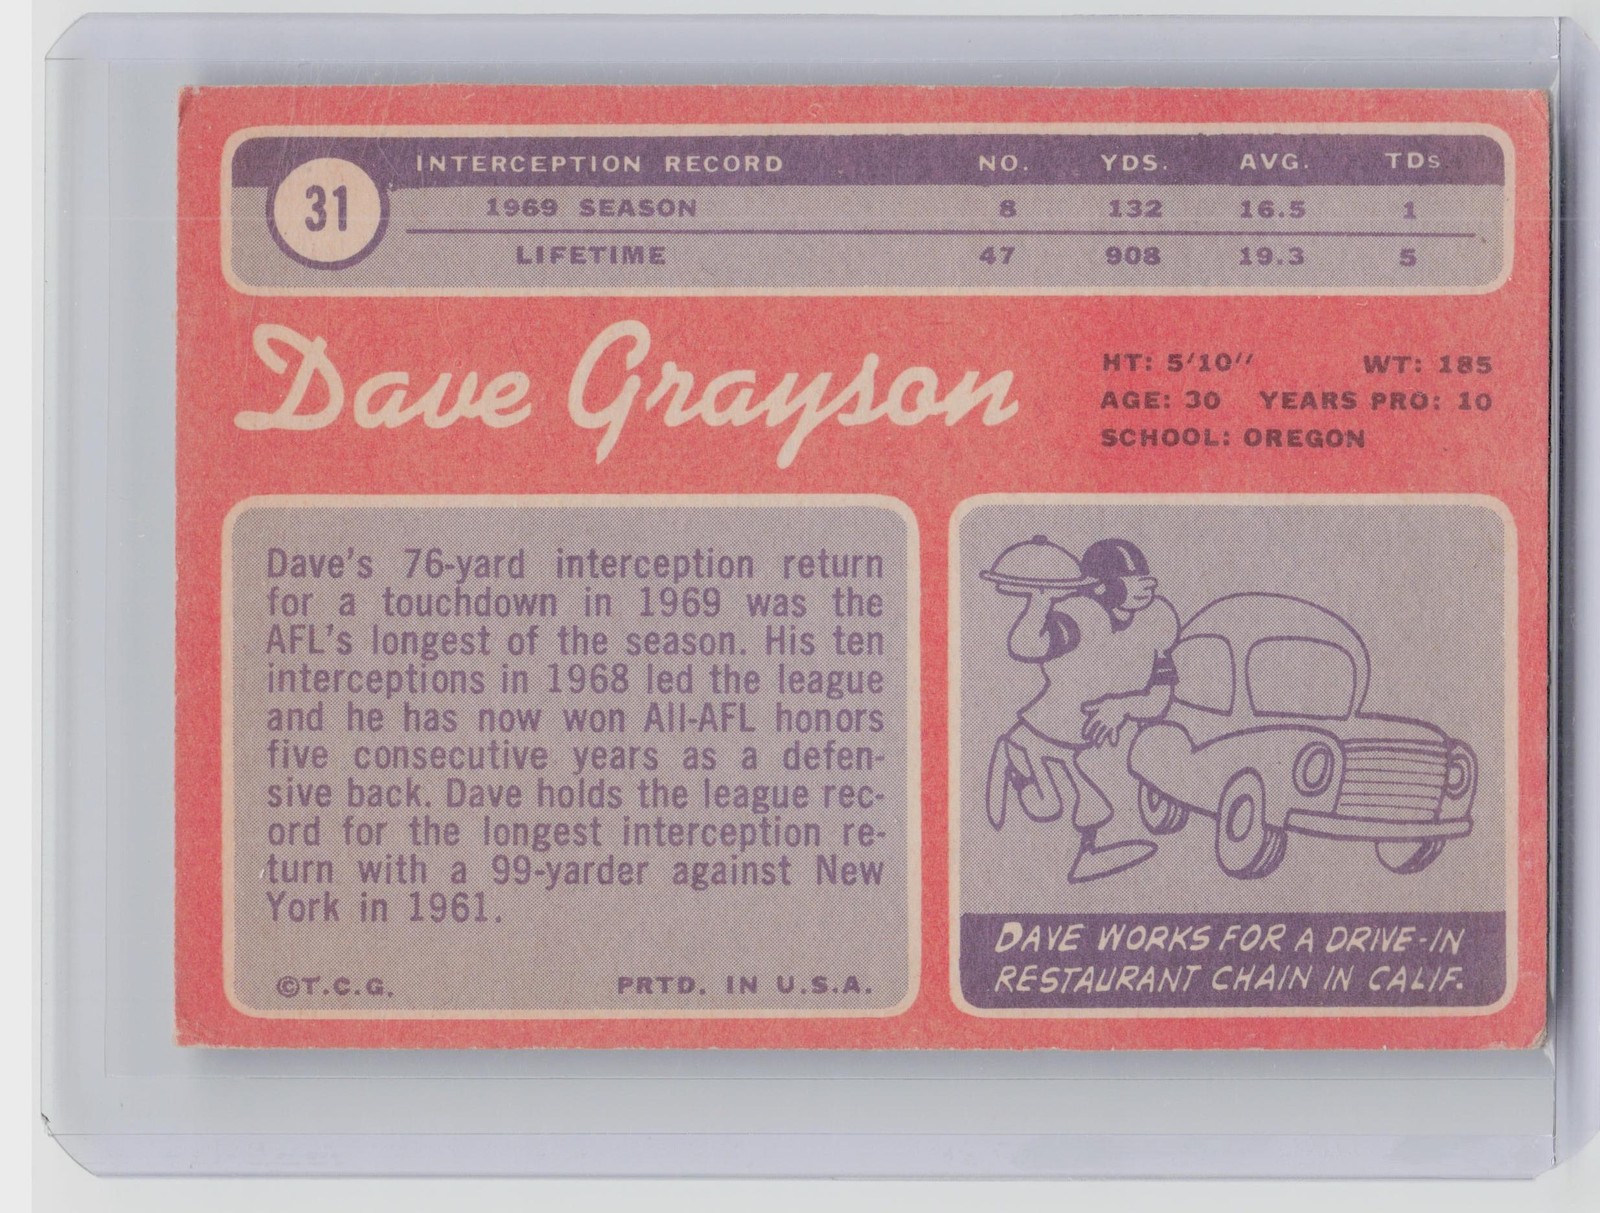 31
INTERCEPTION RECORD NO. YDS. AVG. TDs
1969 SEASON 8 132 16.5 1
LIFETIME 47 908 19.3 5
Dave Grayson
HT: 5'10'' WT: 185
AGE: 30 YEARS PRO: 10
SCHOOL: OREGON
Dave's 76-yard interception return
for a touchdown in 1969 was the
AFL's longest of the season. His ten
interceptions in 1968 led the league
and he has now won All-AFL honors
five consecutive years as a defen-
sive back. Dave holds the league rec-
ord for the longest interception re-
turn with a 99-yarder against New
York in 1961.
©T.C.G. PRTD. IN U.S.A.
DAVE WORKS FOR A DRIVE-IN
RESTAURANT CHAIN IN CALIF.